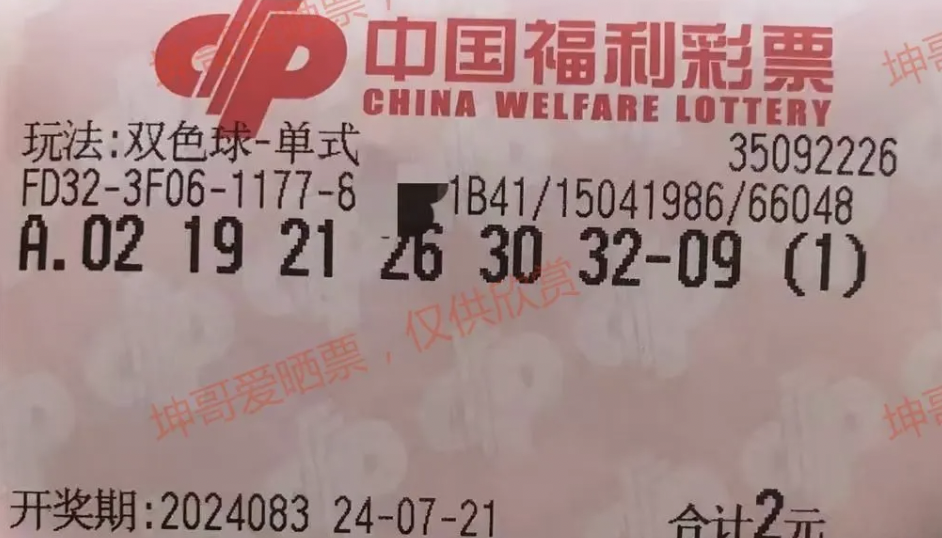 中国福利彩票
CHINA WELFARE LOTTERY
玩法:双色球-单式
35092226
FD32-3F06-1177-8 1B41/15041986/66048
A.02 19 21 26 30 32-09 (1)
坤哥爱晒票，仅供欣赏
开奖期:2024083 24-07-21 合计2元